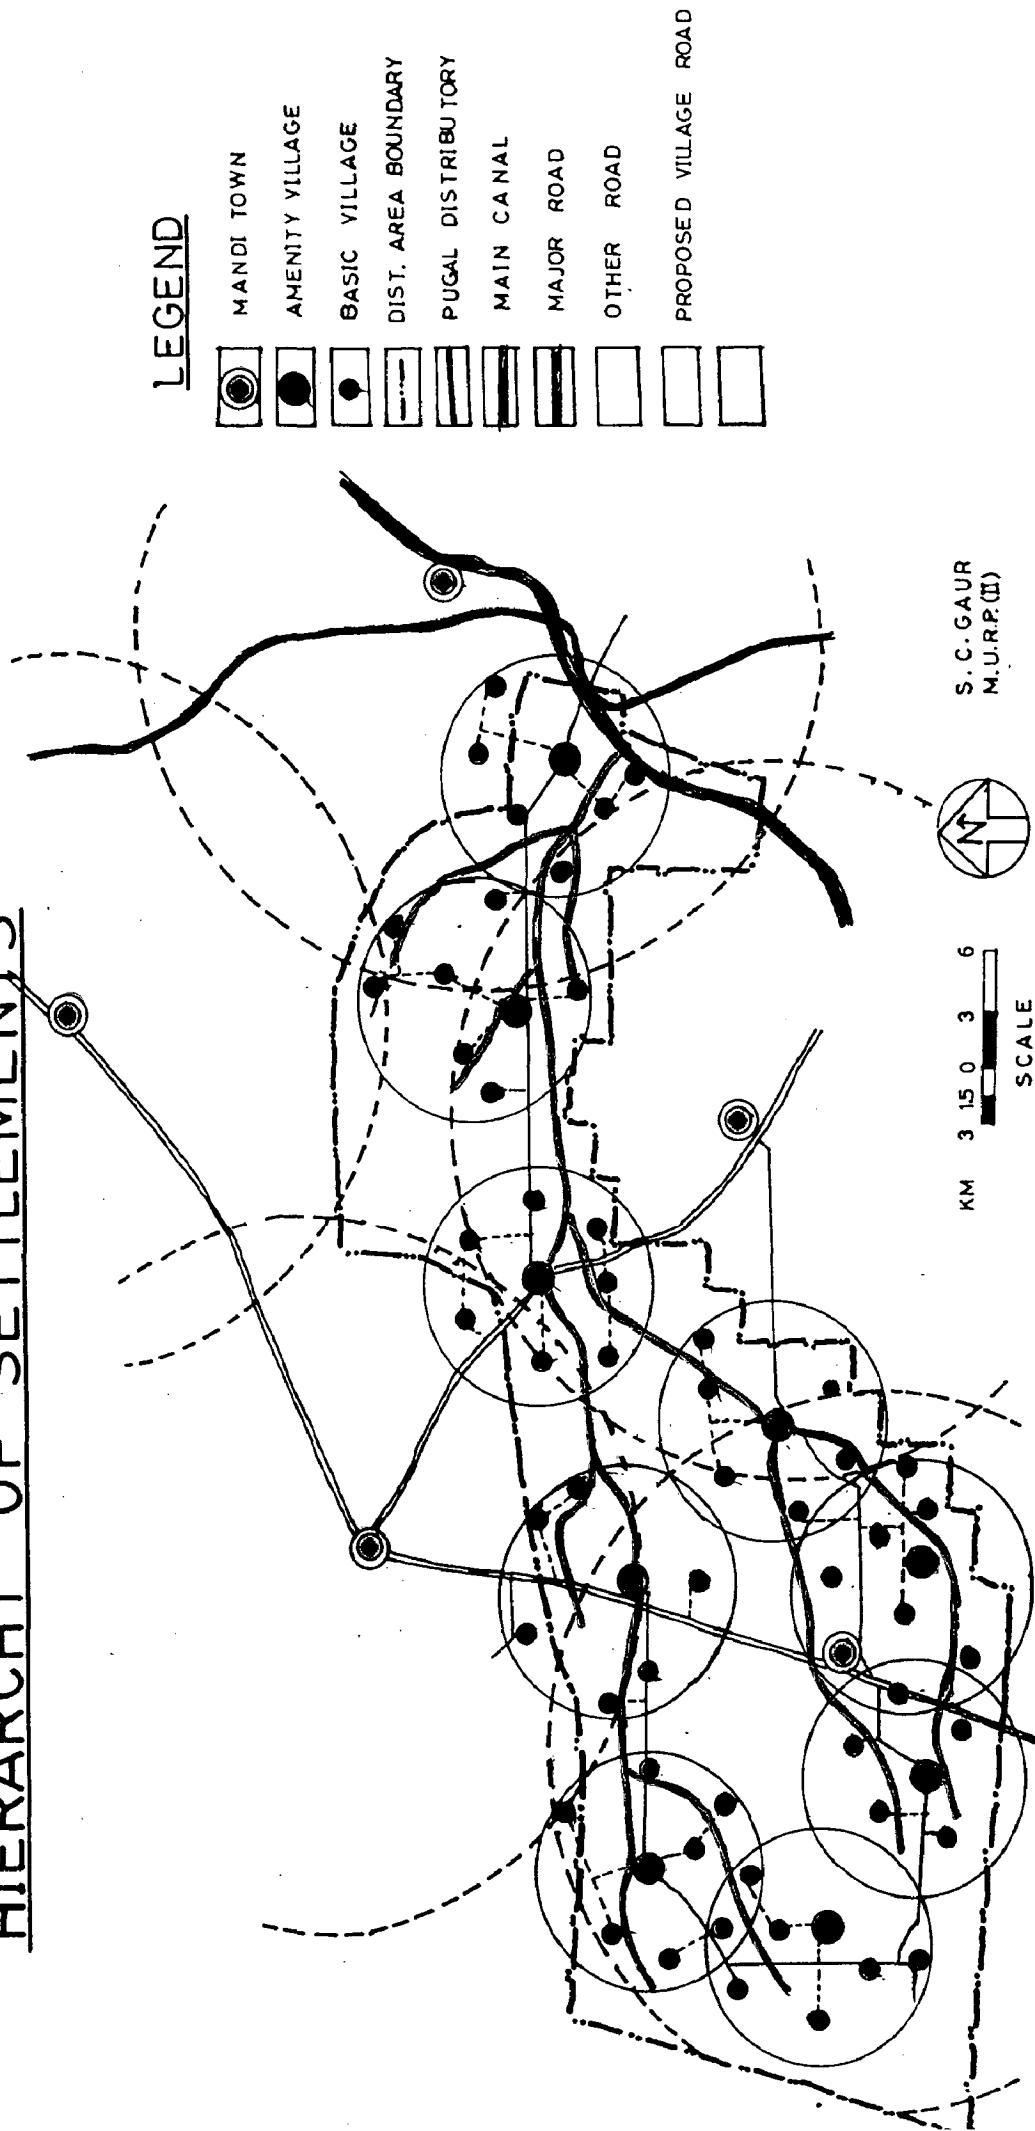 HIERARCHY OF SETTLEMENTS
LEGEND
MANDI TOWN
AMENITY VILLAGE
BASIC VILLAGE
DIST. AREA BOUNDARY
PUGAL DISTRIBUTORY
MAIN CANAL
MAJOR ROAD
OTHER ROAD
PROPOSED VILLAGE ROAD
KM 3 1.5 0 3 6
SCALE
N
S. C. GAUR
M.U.R.P.(II)